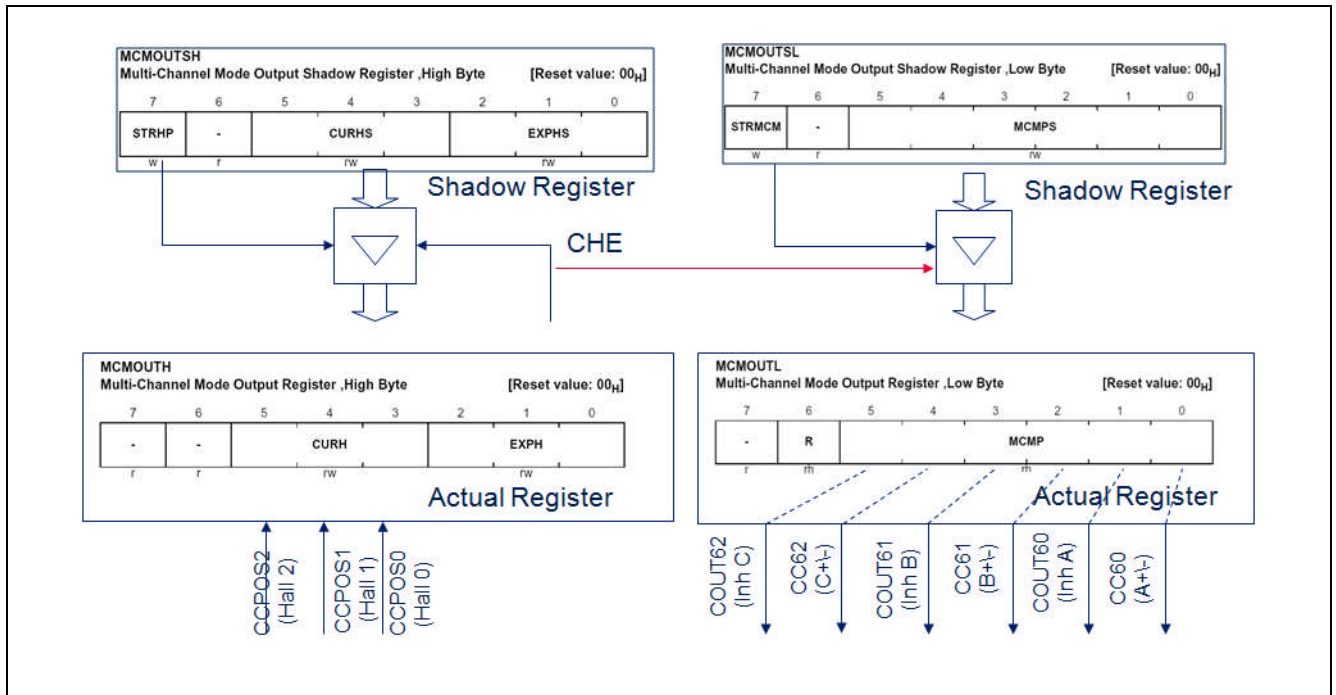 MCMOUTSH
Multi-Channel Mode Output Shadow Register ,High Byte [Reset value: 00H]
7 6 5 4 3 2 1 0
STRHP - CURHS EXPHS
w r rw rw
Shadow Register
MCMOUTSL
Multi-Channel Mode Output Shadow Register ,Low Byte [Reset value: 00H]
7 6 5 4 3 2 1 0
STRMCM - MCMPS
w r rw
Shadow Register
CHE
MCMOUTH
Multi-Channel Mode Output Register ,High Byte [Reset value: 00H]
7 6 5 4 3 2 1 0
- - CURH EXPH
r r rw rw
Actual Register
CCPOS2
(Hall 2)
CCPOS1
(Hall 1)
CCPOS0
(Hall 0)
MCMOUTL
Multi-Channel Mode Output Register ,Low Byte [Reset value: 00H]
7 6 5 4 3 2 1 0
- R MCMP
r rh rh
Actual Register
COUT62
(Inh C)
CC62
(C+\-)
COUT61
(Inh B)
CC61
(B+\-)
COUT60
(Inh A)
CC60
(A+\-)